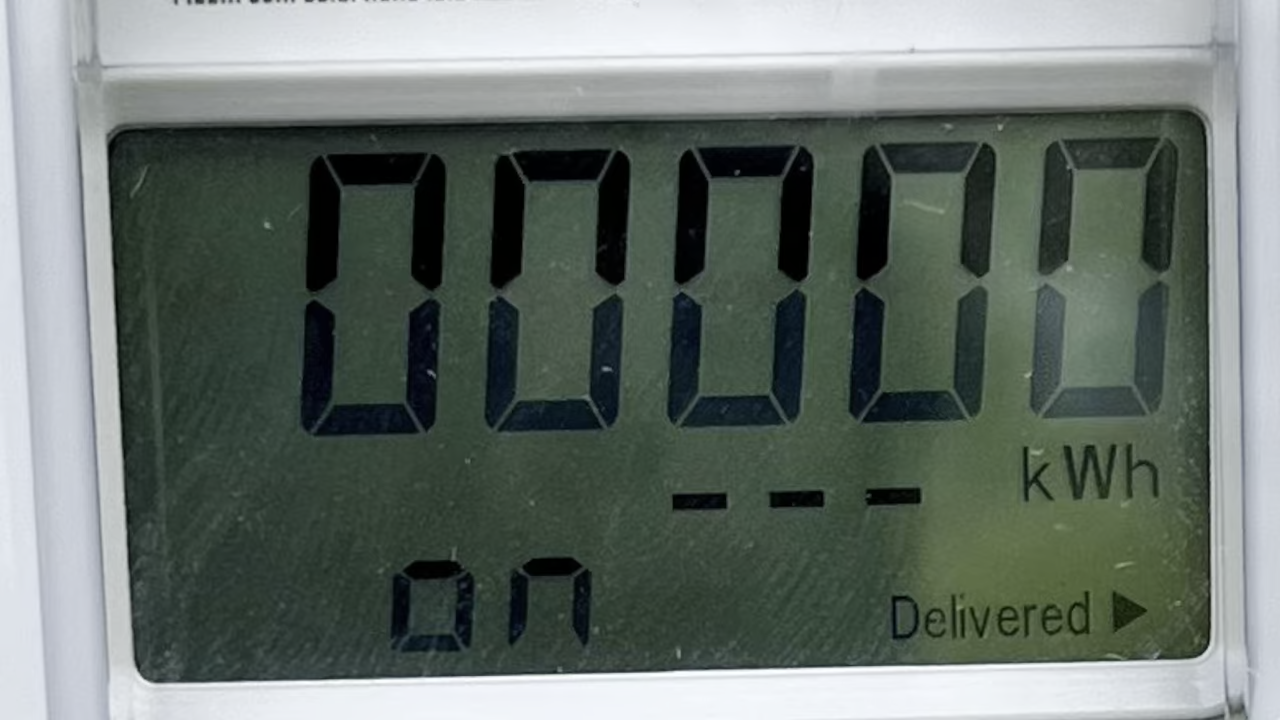 00000
kWh
---
on
Delivered ▶